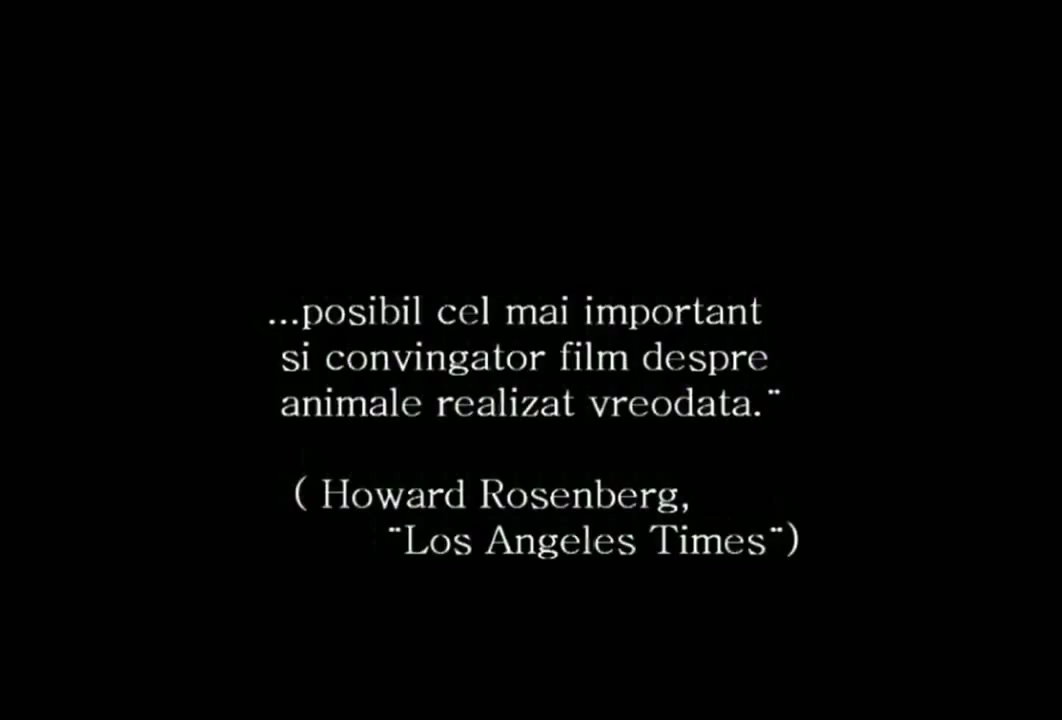 ...posibil cel mai important
si convingator film despre
animale realizat vreodata.¨
( Howard Rosenberg,
¨Los Angeles Times¨)